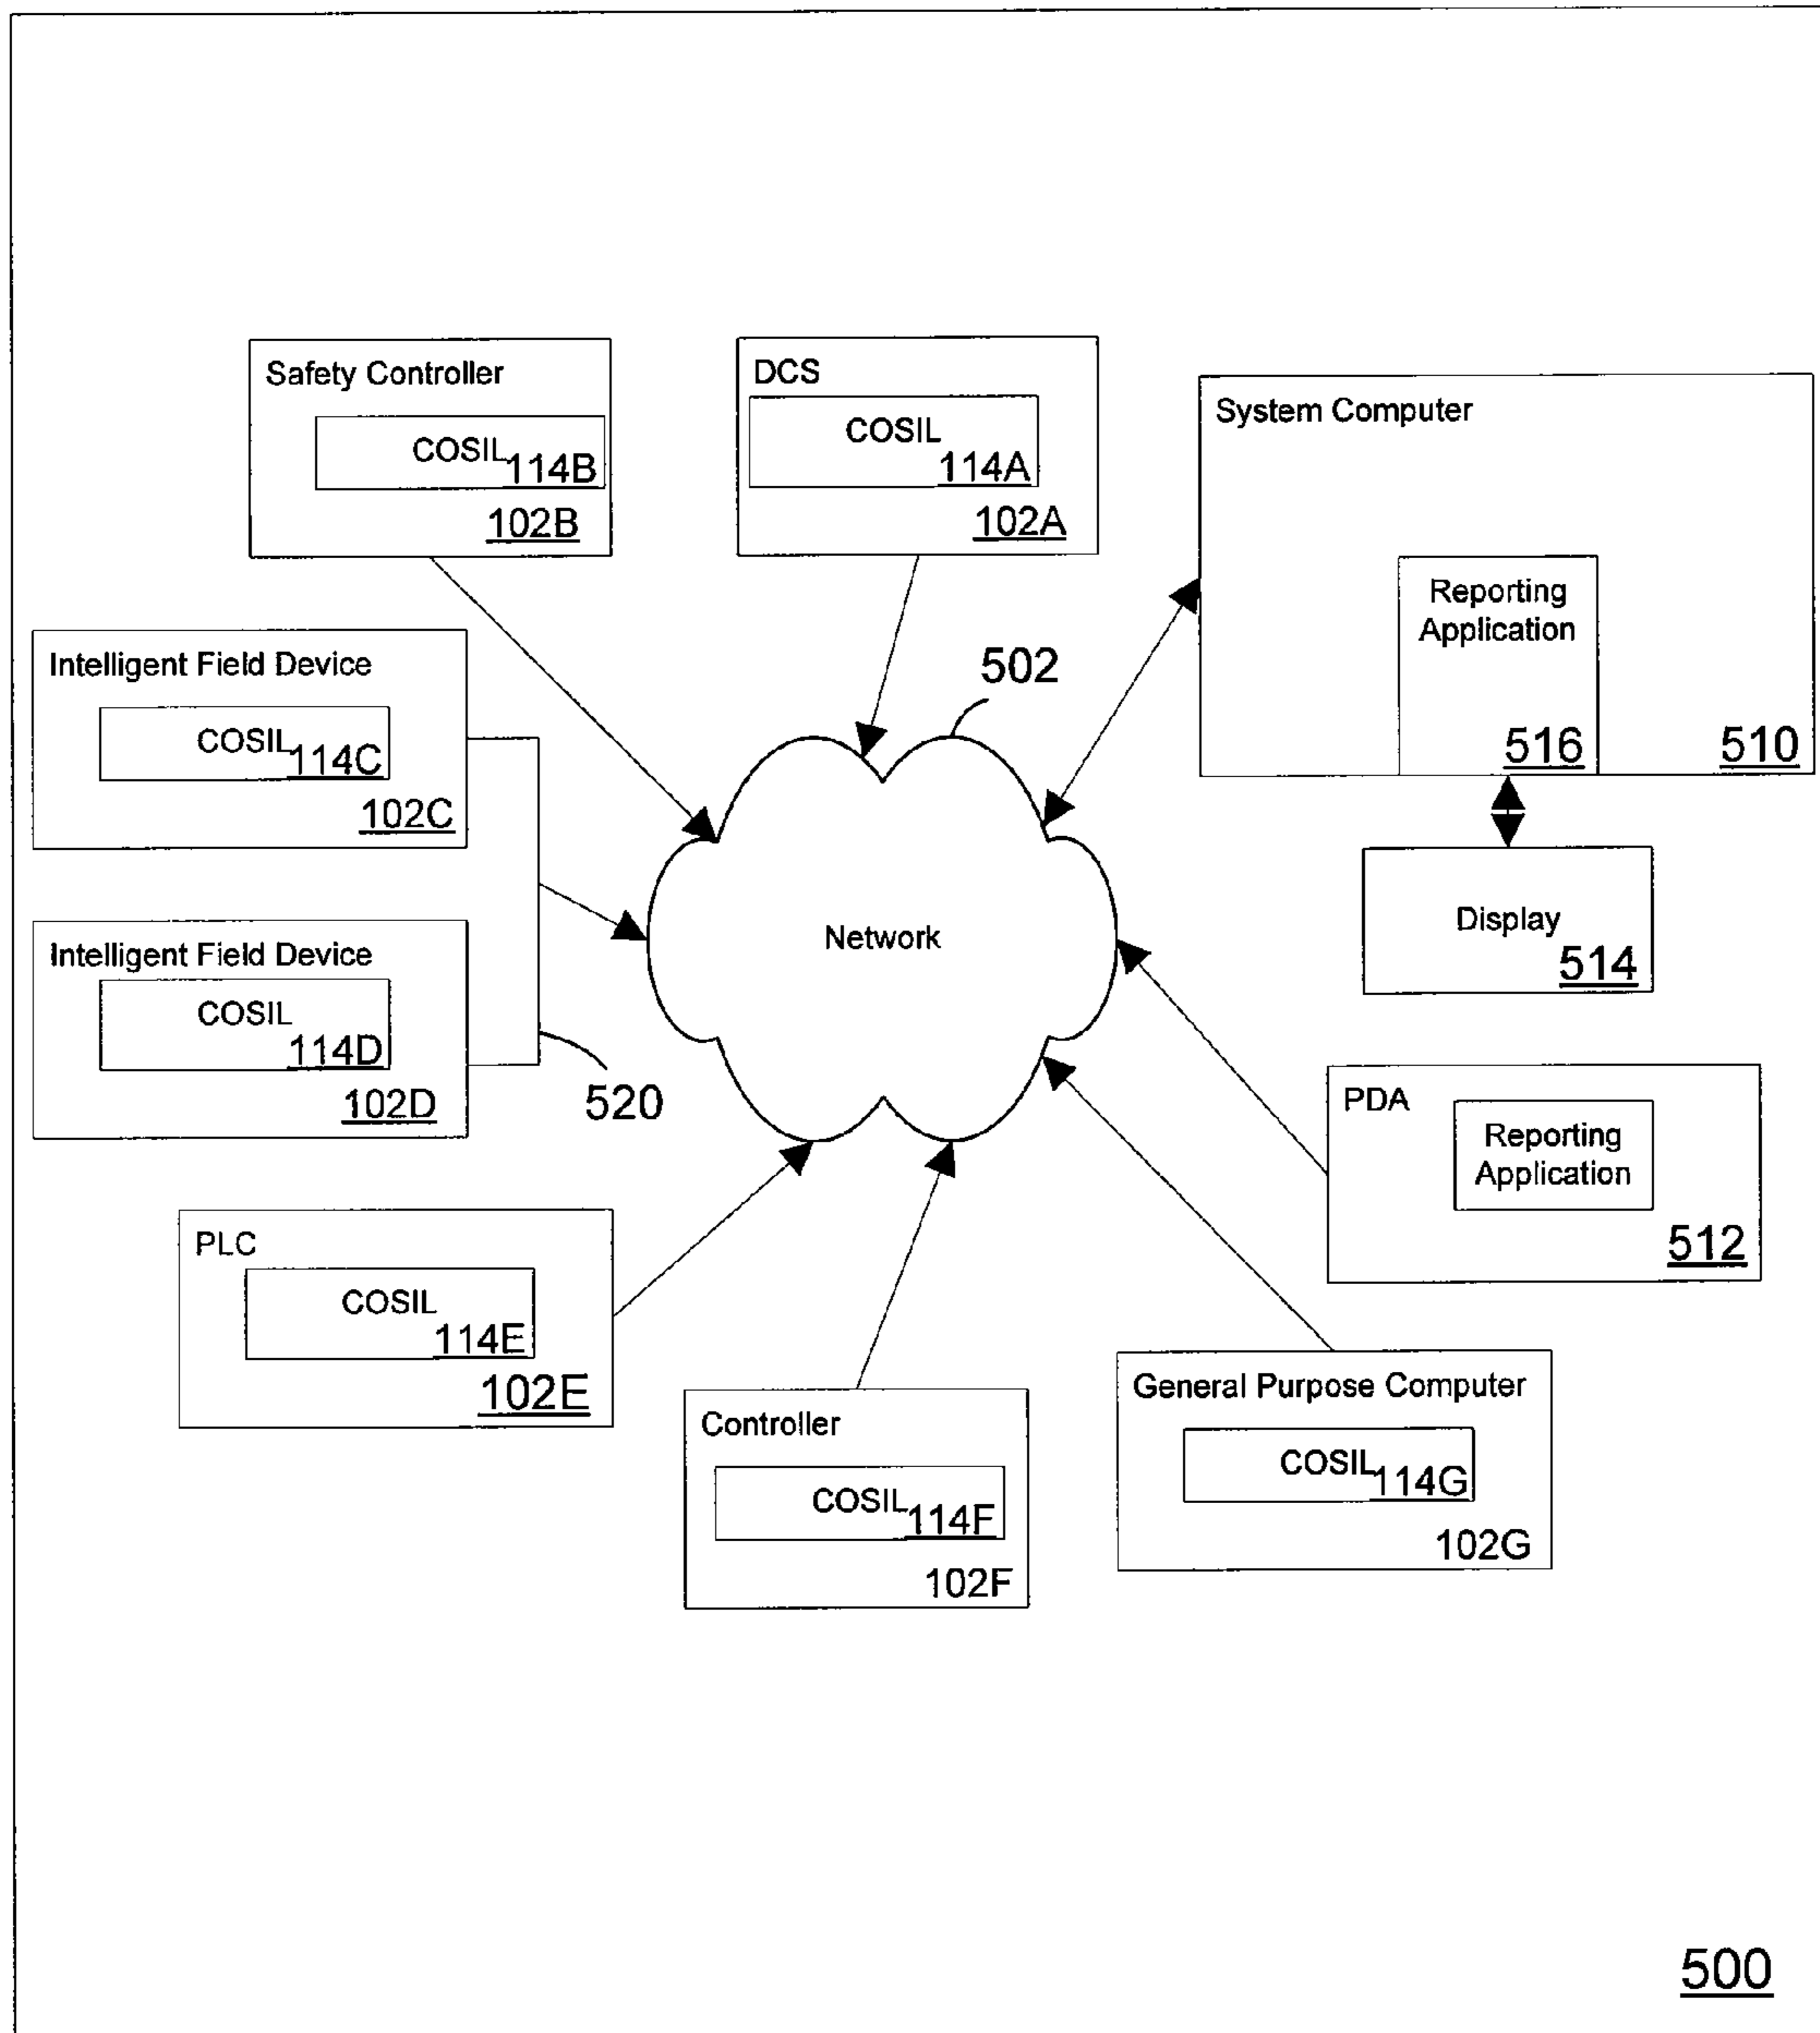 Safety Controller
COSIL
114B
102B
DCS
COSIL
114A
102A
System Computer
Reporting
Application
516
510
Intelligent Field Device
COSIL
114C
102C
502
Display
514
Network
Intelligent Field Device
COSIL
114D
102D
520
PDA
Reporting
Application
512
PLC
COSIL
114E
102E
Controller
COSIL
114F
102F
General Purpose Computer
COSIL
114G
102G
500